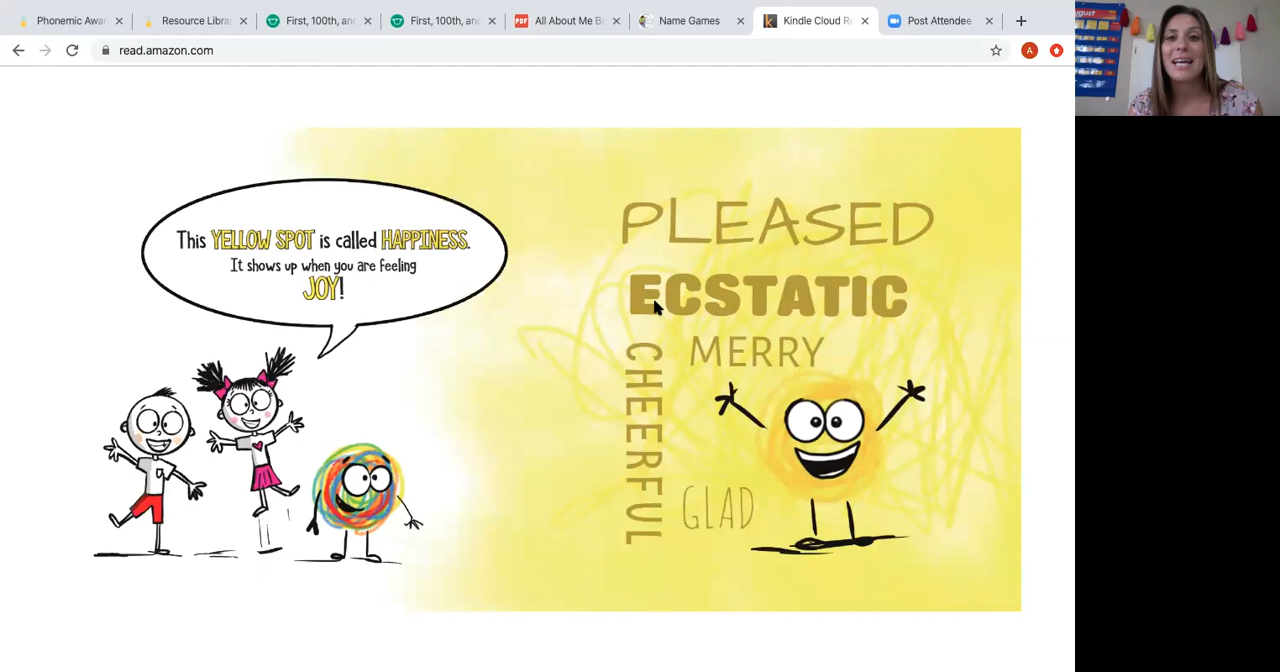 Phonemic Awa
Resource Libra
First, 100th, an
First, 100th, an
All About Me B
Name Games
Kindle Cloud R
Post Attendee
read.amazon.com
A
This YELLOW SPOT is called HAPPINESS.
It shows up when you are feeling
JOY!
PLEASED
ECSTATIC
MERRY
CHEERFUL
GLAD